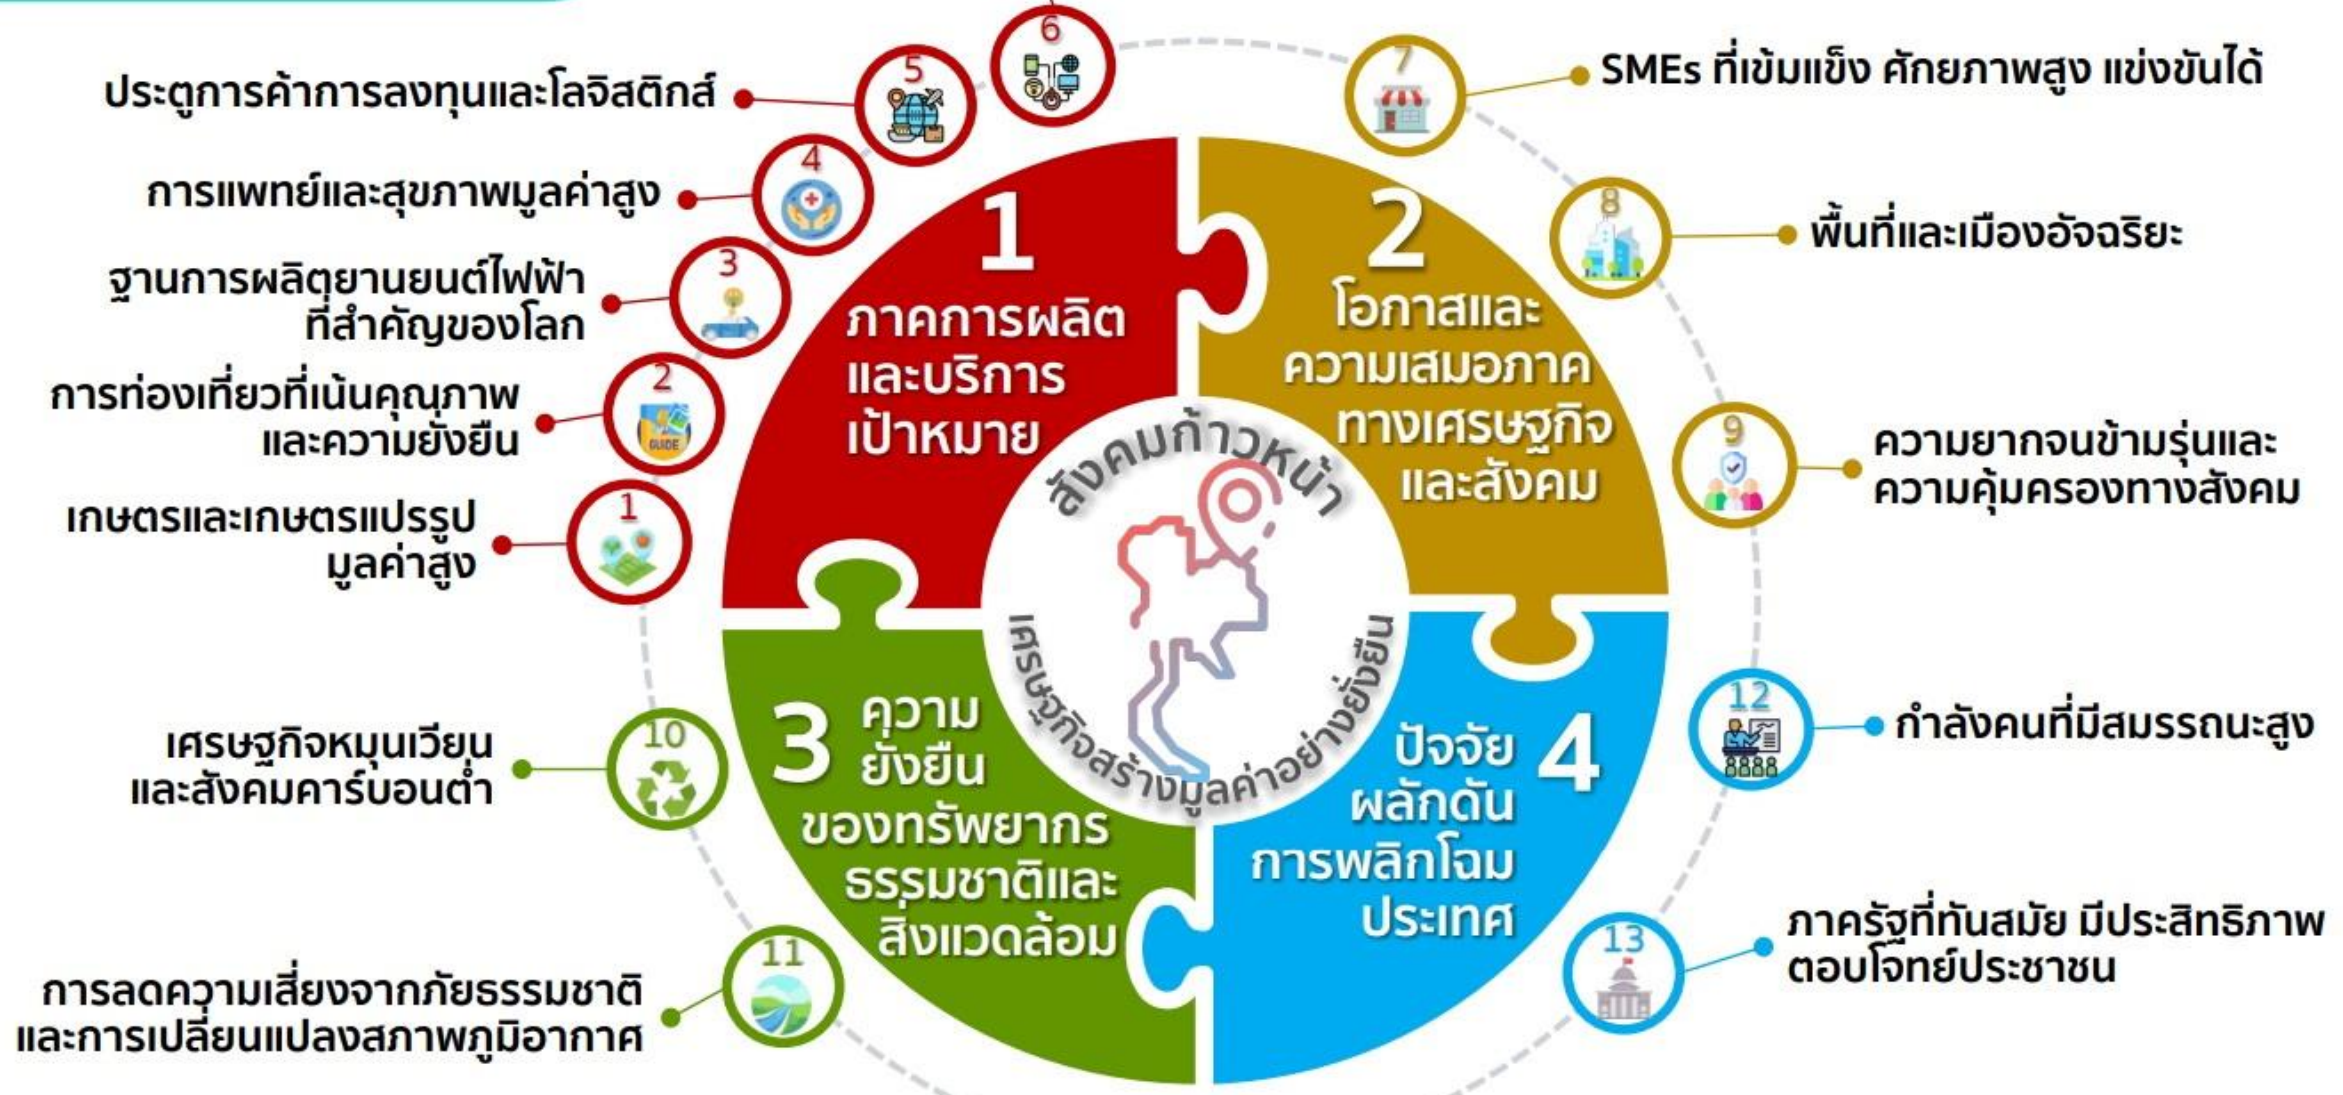 6
5
ประตูการค้าการลงทุนและโลจิสติกส์
4
การแพทย์และสุขภาพมูลค่าสูง
3
ฐานการผลิตยานยนต์ไฟฟ้า
ที่สำคัญของโลก
2
GUIDE
การท่องเที่ยวที่เน้นคุณภาพ
และความยั่งยืน
1
เกษตรและเกษตรแปรรูป
มูลค่าสูง
7
SMEs ที่เข้มแข็ง ศักยภาพสูง แข่งขันได้
8
พื้นที่และเมืองอัจฉริยะ
9
ความยากจนข้ามรุ่นและ
ความคุ้มครองทางสังคม
1
ภาคการผลิต
และบริการ
เป้าหมาย
2
โอกาสและ
ความเสมอภาค
ทางเศรษฐกิจ
และสังคม
สังคมก้าวหน้า
เศรษฐกิจสร้างมูลค่าอย่างยั่งยืน
3
ความ
ยั่งยืน
ของทรัพยากร
ธรรมชาติและ
สิ่งแวดล้อม
4
ปัจจัย
ผลักดัน
การพลิกโฉม
ประเทศ
10
เศรษฐกิจหมุนเวียน
และสังคมคาร์บอนต่ำ
11
การลดความเสี่ยงจากภัยธรรมชาติ
และการเปลี่ยนแปลงสภาพภูมิอากาศ
12
กำลังคนที่มีสมรรถนะสูง
13
ภาครัฐที่ทันสมัย มีประสิทธิภาพ
ตอบโจทย์ประชาชน